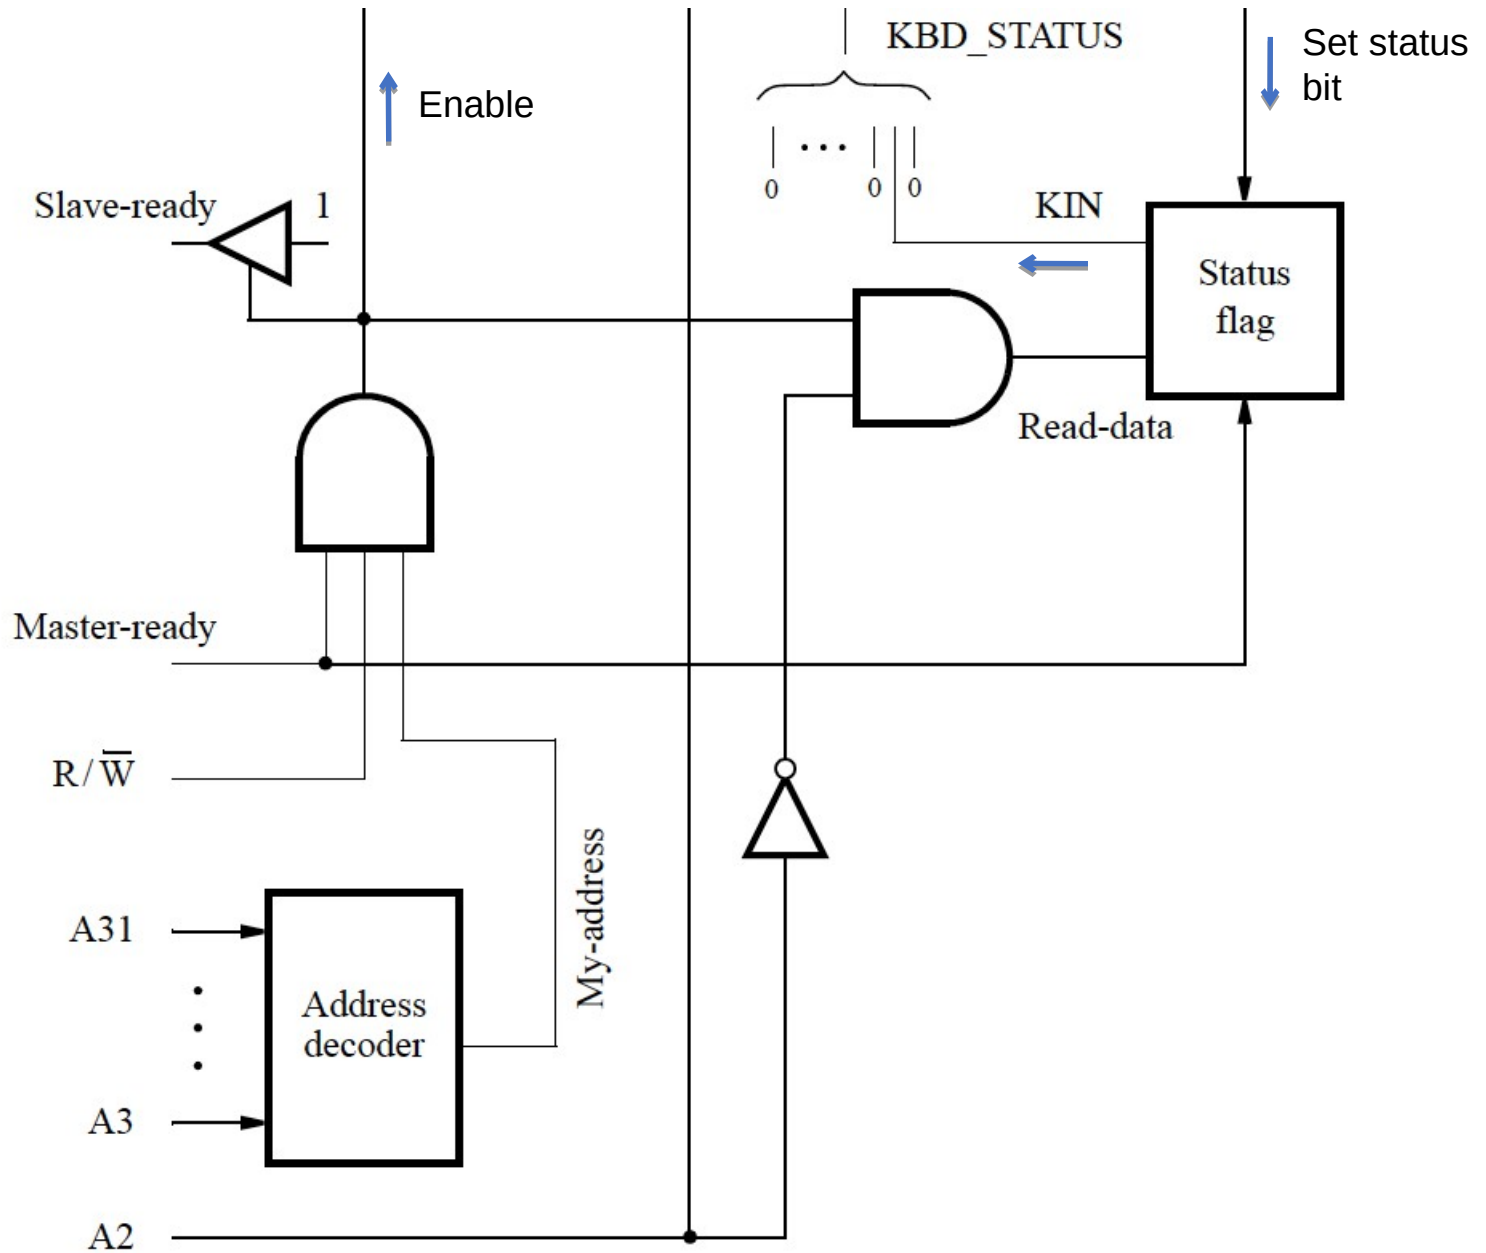 KBD_STATUS
Set status
bit
Enable
0 0 0
Slave-ready 1
KIN
Status
flag
Read-data
Master-ready
R/W̅
My-address
A31
Address
decoder
A3
A2